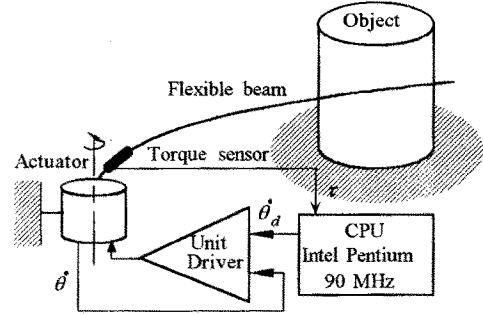 Object
Flexible beam
Actuator
Torque sensor
τ
θ̇d
Unit
Driver
CPU
Intel Pentium
90 MHz
θ̇